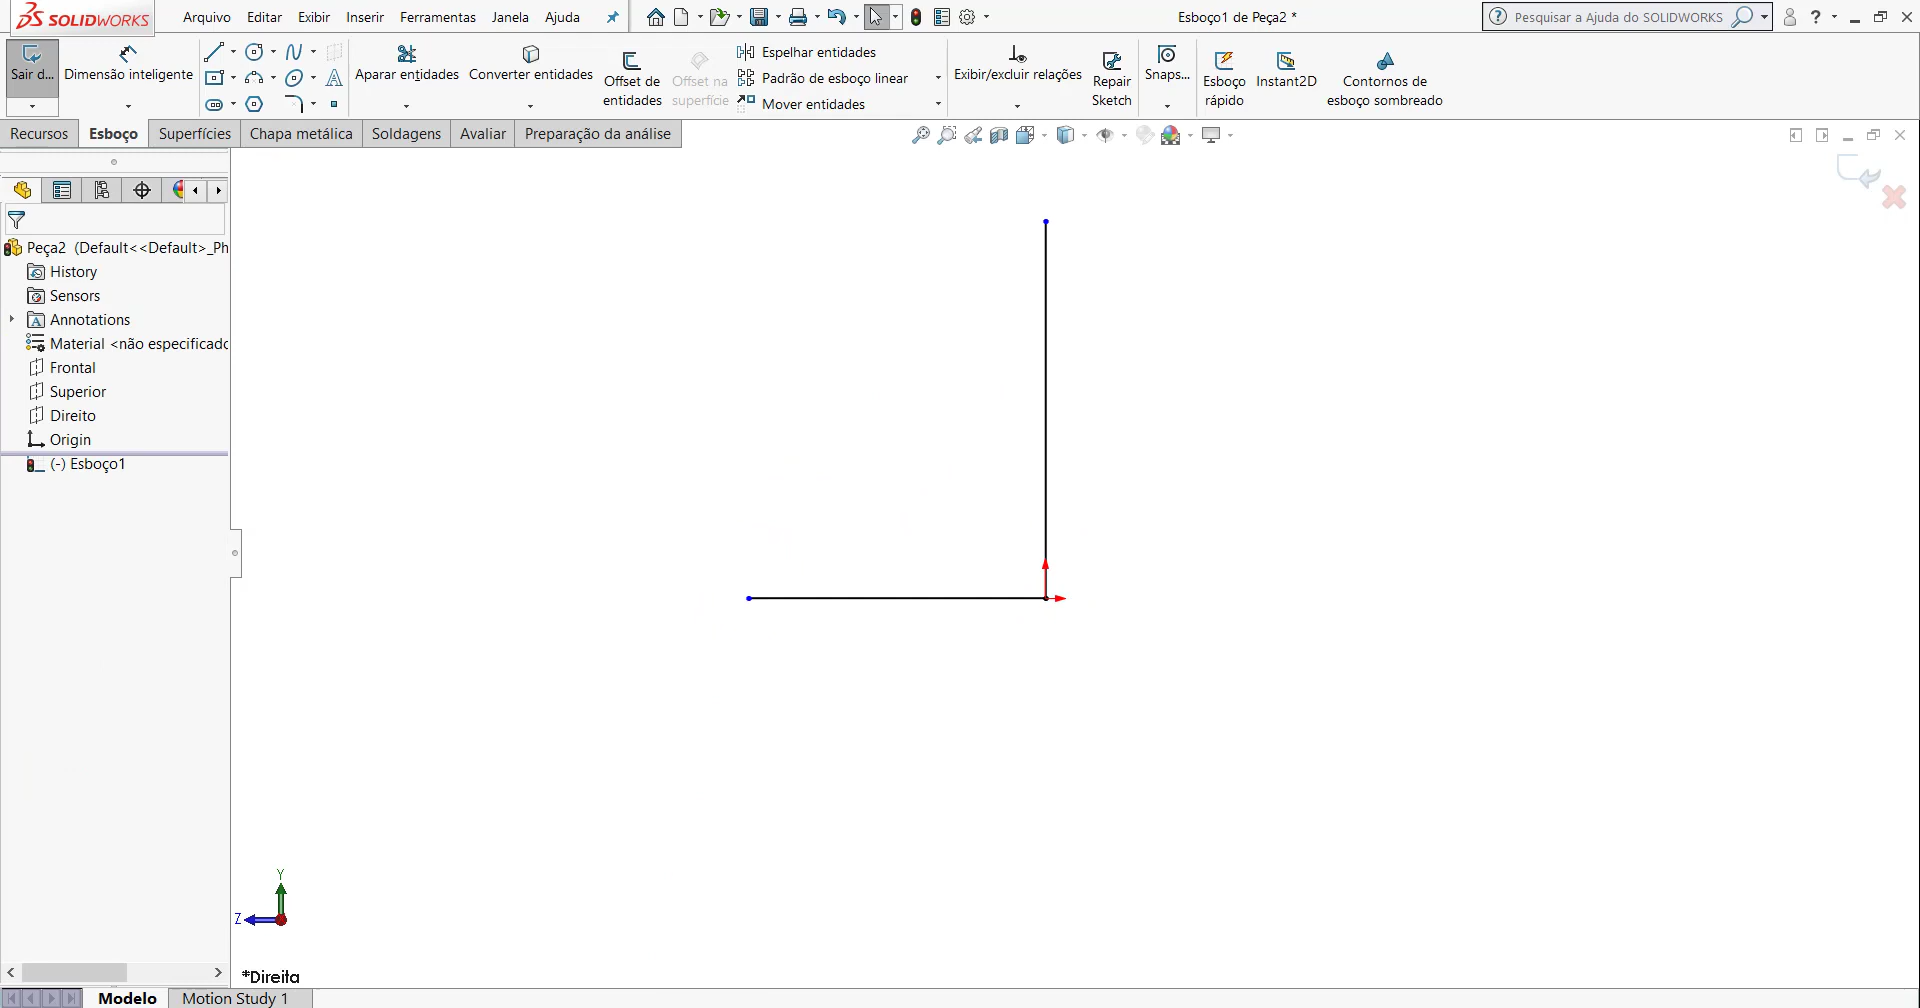 SOLIDWORKS
Arquivo Editar Exibir Inserir Ferramentas Janela Ajuda
Esboço1 de Peça2 *
Pesquisar a Ajuda do SOLIDWORKS
?
Sair d...
Dimensão inteligente
Aparar entidades
Converter entidades
Offset de
entidades
Offset na
superfície
Espelhar entidades
Padrão de esboço linear
Mover entidades
Exibir/excluir relações
Repair
Sketch
Snaps...
Esboço
rápido
Instant2D
Contornos de
esboço sombreado
Recursos Esboço Superfícies Chapa metálica Soldagens Avaliar Preparação da análise
Peça2 (Default<<Default>_Ph
History
Sensors
Annotations
Material <não especificado
Frontal
Superior
Direito
Origin
(-) Esboço1
Y
Z
*Direita
Modelo Motion Study 1